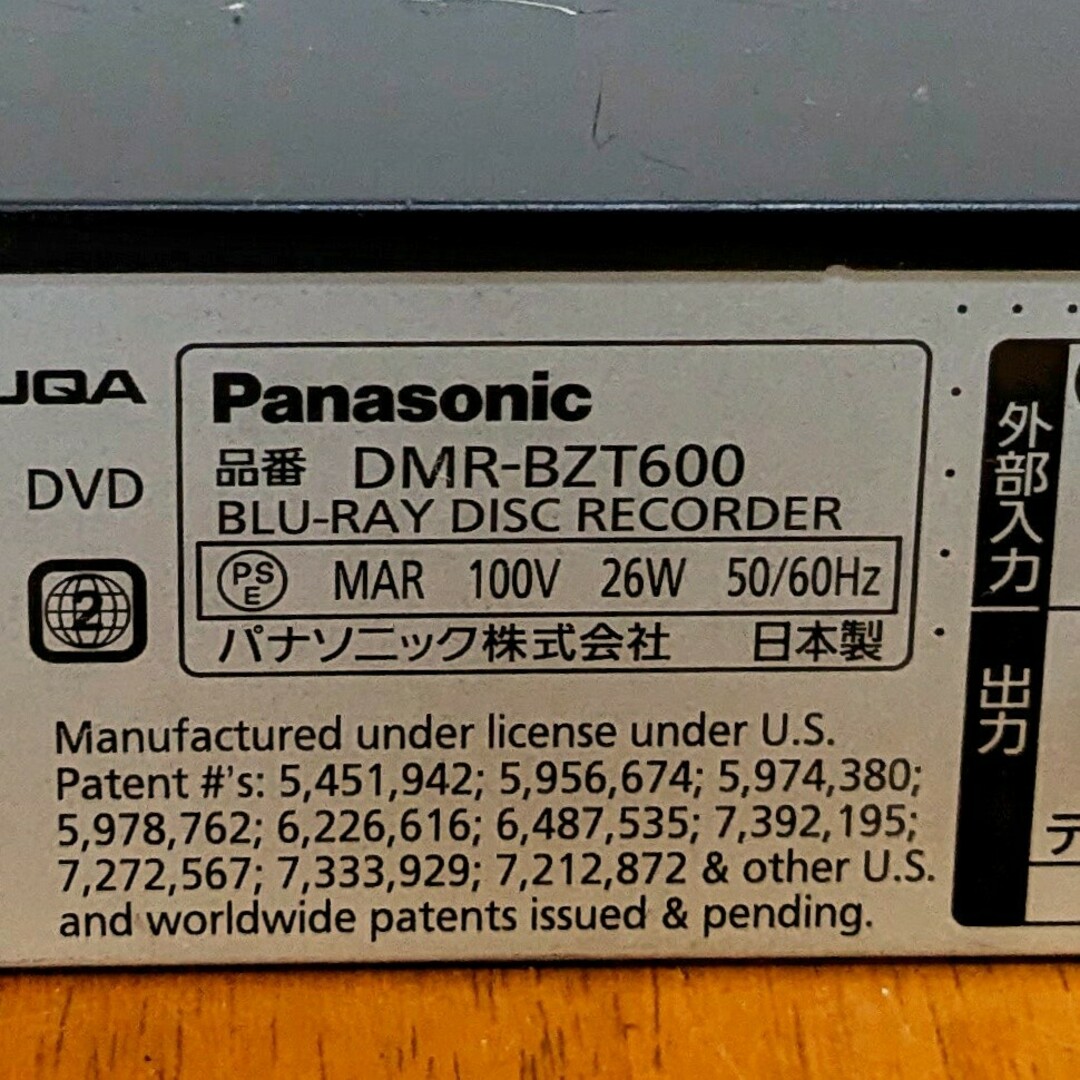 JQA
DVD
2
Panasonic
品番 DMR-BZT600
BLU-RAY DISC RECORDER
PSE MAR 100V 26W 50/60Hz
パナソニック株式会社 日本製
Manufactured under license under U.S.
Patent #'s: 5,451,942; 5,956,674; 5,974,380;
5,978,762; 6,226,616; 6,487,535; 7,392,195;
7,272,567; 7,333,929; 7,212,872 & other U.S.
and worldwide patents issued & pending.
外部入力
出力